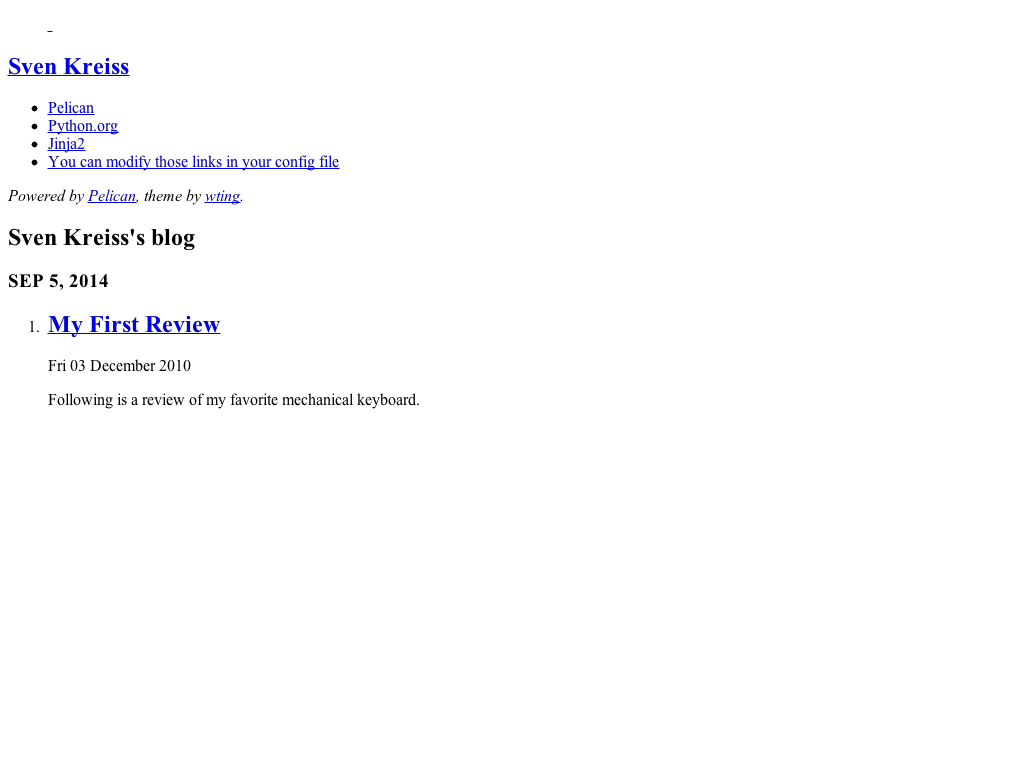 Sven Kreiss
Pelican
Python.org
Jinja2
You can modify those links in your config file
Powered by Pelican, theme by wting.
Sven Kreiss's blog
SEP 5, 2014
1. My First Review
Fri 03 December 2010
Following is a review of my favorite mechanical keyboard.